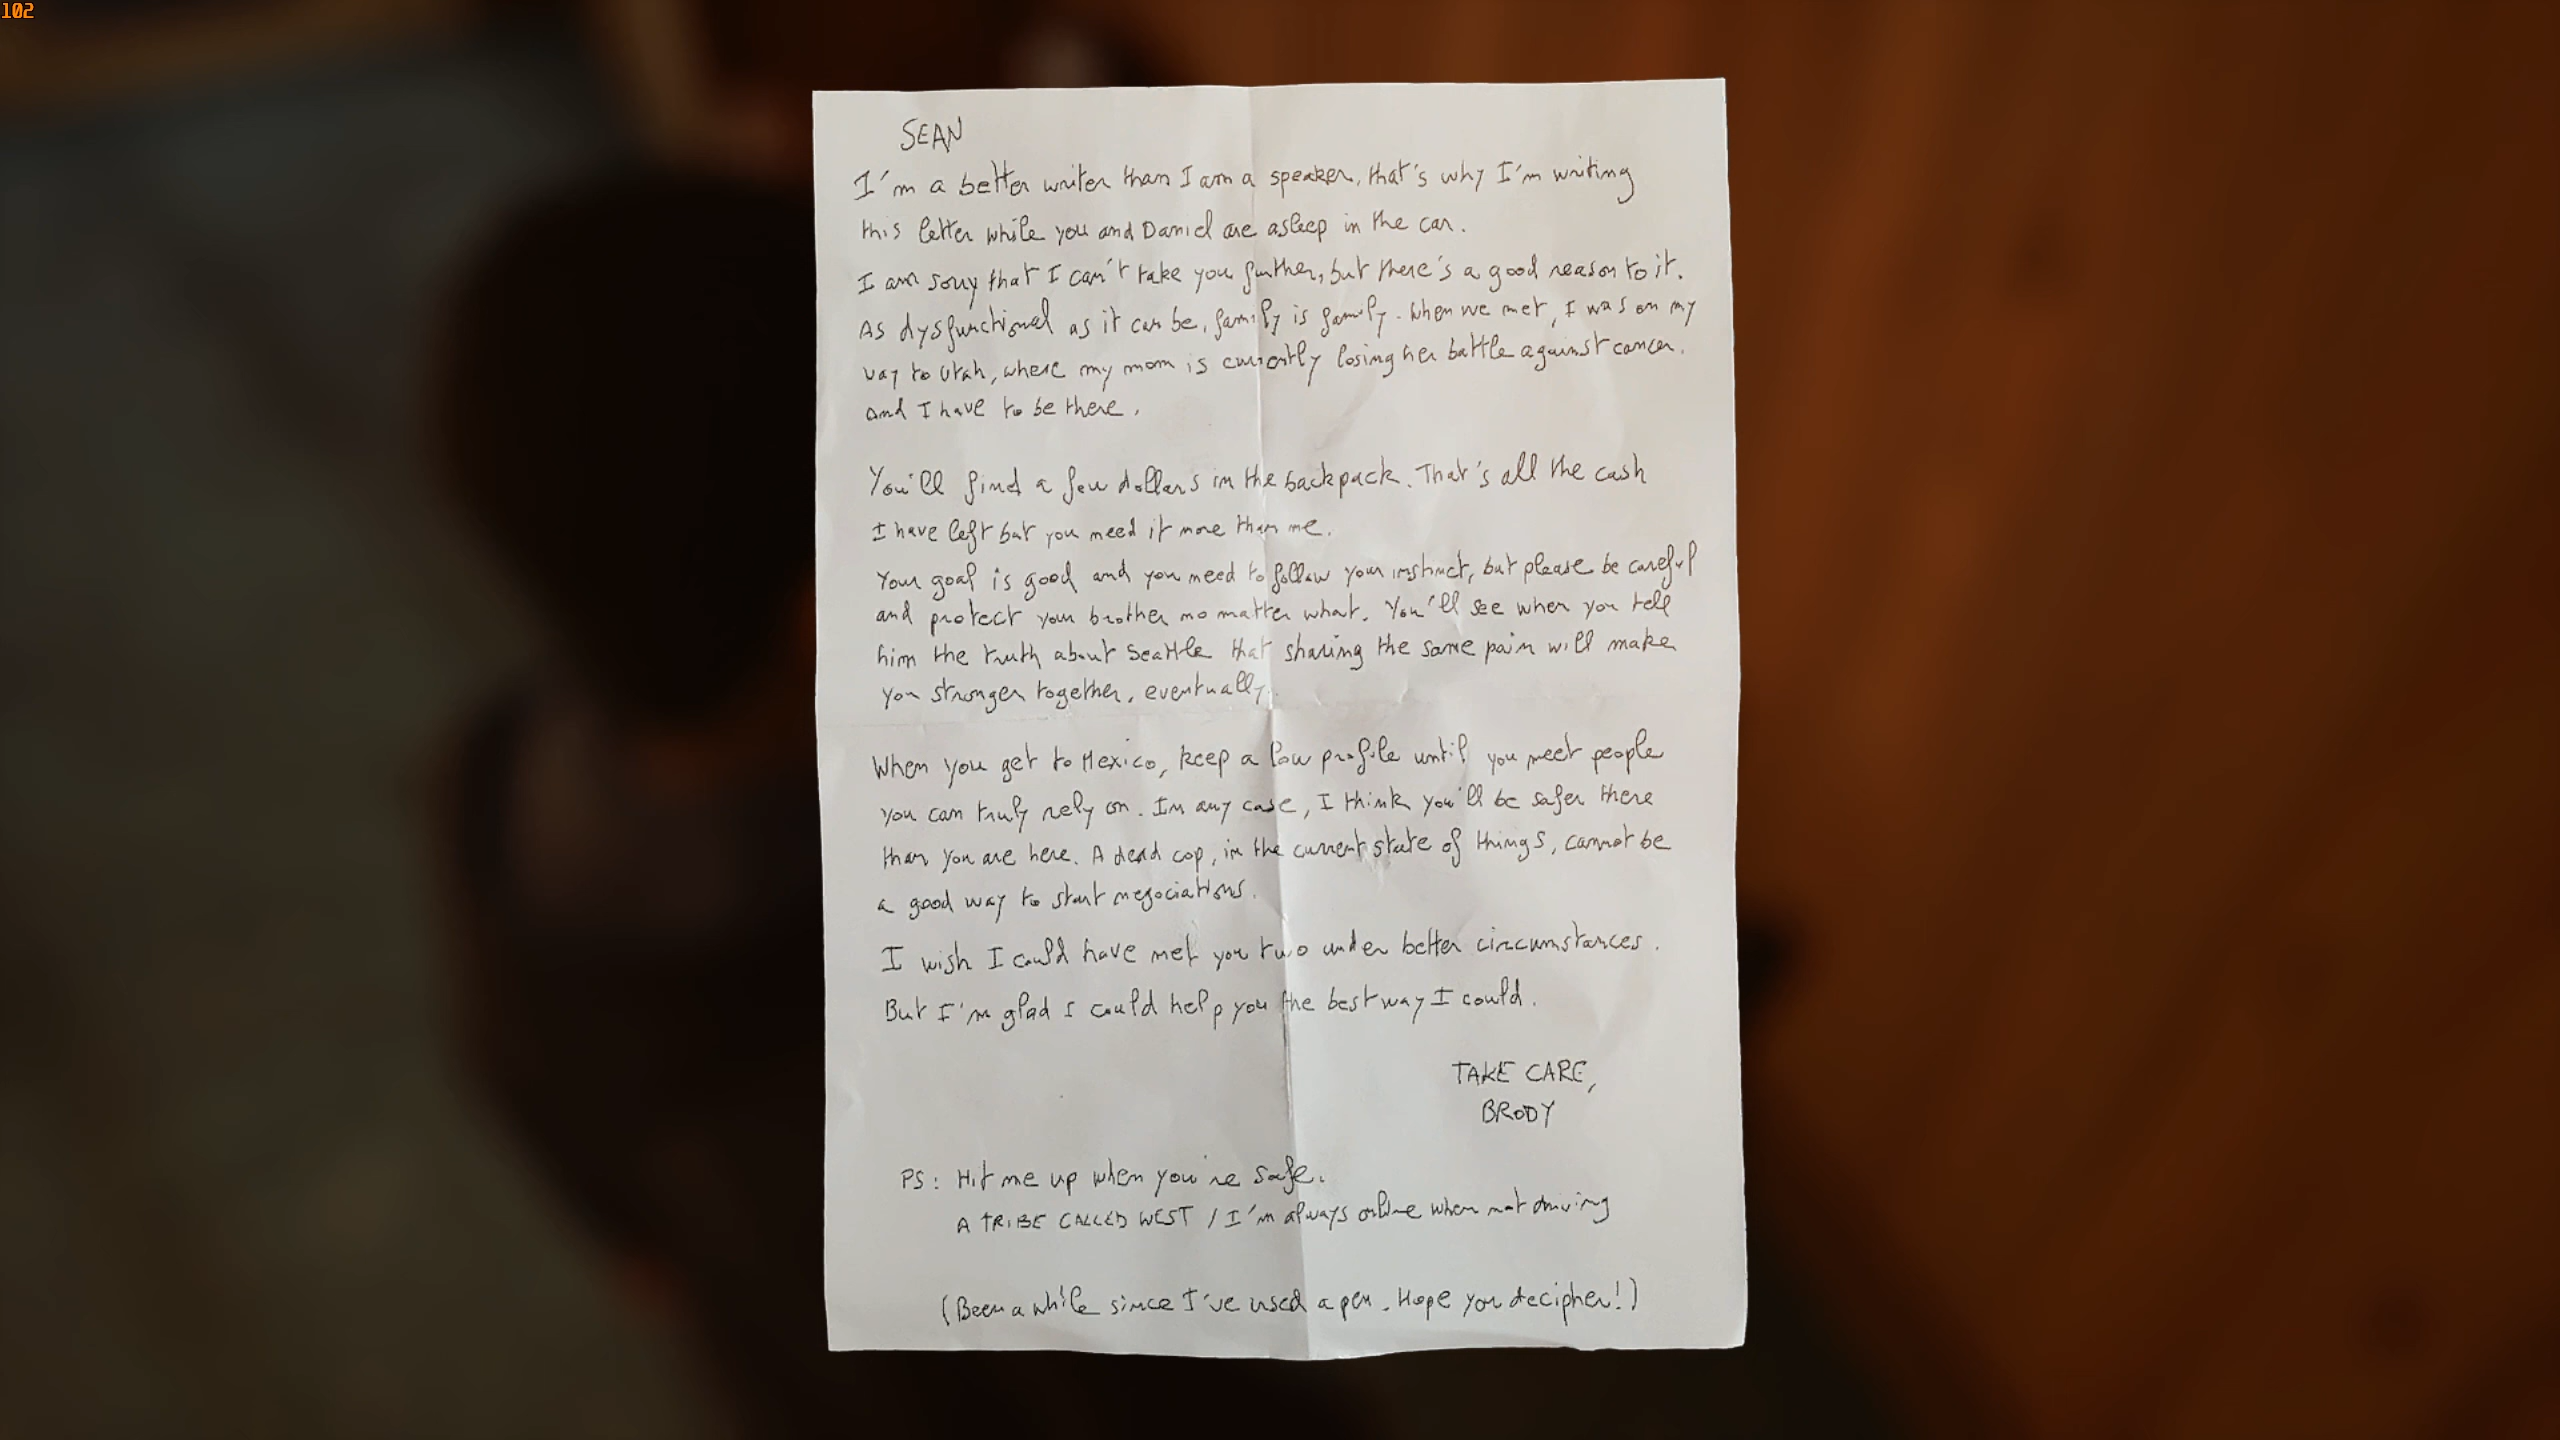 102
SEAN
I'm a better writer than I am a speaker, that's why I'm writing
this letter while you and Daniel are asleep in the car.
I am sorry that I can't take you further, but there's a good reason to it.
As dysfunctional as it can be, family is family. When we met, I was on my
way to Utah, where my mom is currently losing her battle against cancer.
and I have to be there.
You'll find a few dollars in the backpack. That's all the cash
I have left but you need it more than me.
Your goal is good and you need to follow your instinct, but please be careful
and protect your brother no matter what. You'll see when you tell
him the truth about Seattle that sharing the same pain will make
you stronger together, eventually.
When you get to Mexico, keep a low profile until you meet people
you can truly rely on. In any case, I think you'll be safer there
than you are here. A dead cop, in the current state of things, cannot be
a good way to start negociations.
I wish I could have met you two under better circumstances.
But I'm glad I could help you the best way I could.
TAKE CARE,
BRODY
PS: Hit me up when you're safe.
A TRIBE CALLED WEST / I'm always online when not driving
(Been a while since I've used a pen. Hope you decipher!)